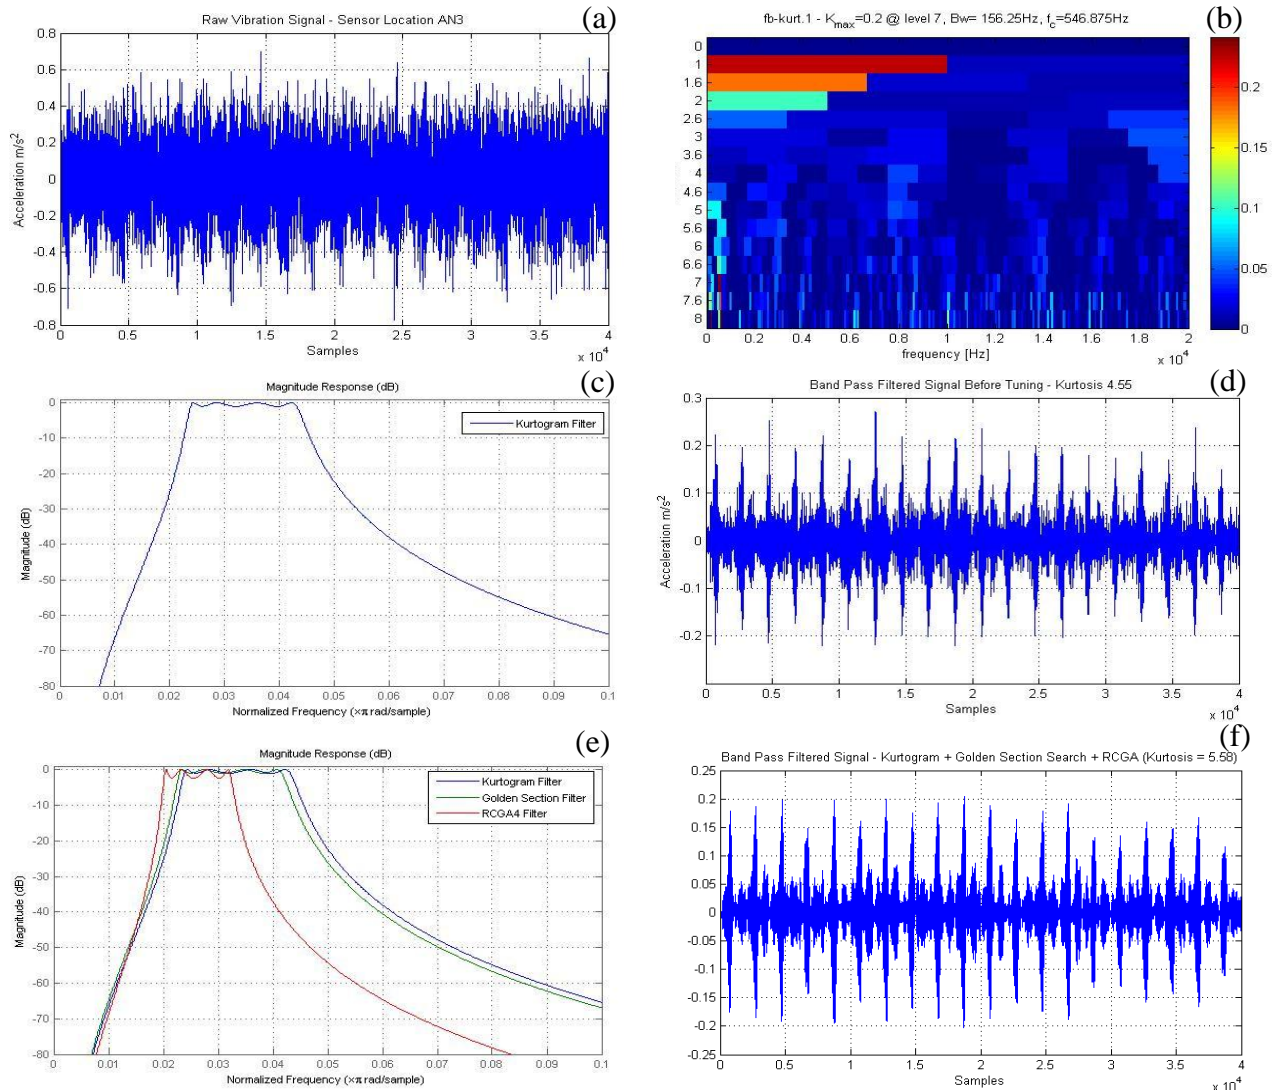 (a)
Raw Vibration Signal - Sensor Location AN3
Acceleration m/s²
0.8
0.6
0.4
0.2
0
-0.2
-0.4
-0.6
-0.8
0 0.5 1 1.5 2 2.5 3 3.5 4
Samples
x 10⁴
(b)
fb-kurt.1 - Kmax=0.2 @ level 7, Bw= 156.25Hz, fc=546.875Hz
0
1
1.6
2
2.6
3
3.6
4
4.6
5
5.6
6
6.6
7
7.6
8
0 0.2 0.4 0.6 0.8 1 1.2 1.4 1.6 1.8 2
frequency [Hz]
x 10⁴
0.2
0.15
0.1
0.05
0
(c)
Magnitude Response (dB)
Kurtogram Filter
Magnitude (dB)
0
-10
-20
-30
-40
-50
-60
-70
-80
0 0.01 0.02 0.03 0.04 0.05 0.06 0.07 0.08 0.09 0.1
Normalized Frequency (×π rad/sample)
(d)
Band Pass Filtered Signal Before Tuning - Kurtosis 4.55
Acceleration m/s²
0.3
0.2
0.1
0
-0.1
-0.2
0 0.5 1 1.5 2 2.5 3 3.5 4
Samples
x 10⁴
(e)
Magnitude Response (dB)
Kurtogram Filter
Golden Section Filter
RCGA4 Filter
Magnitude (dB)
0
-10
-20
-30
-40
-50
-60
-70
-80
0 0.01 0.02 0.03 0.04 0.05 0.06 0.07 0.08 0.09 0.1
Normalized Frequency (×π rad/sample)
(f)
Band Pass Filtered Signal - Kurtogram + Golden Section Search + RCGA (Kurtosis = 5.58)
0.25
0.2
0.15
0.1
0.05
0
-0.05
-0.1
-0.15
-0.2
-0.25
0 0.5 1 1.5 2 2.5 3 3.5 4
Samples
x 10⁴